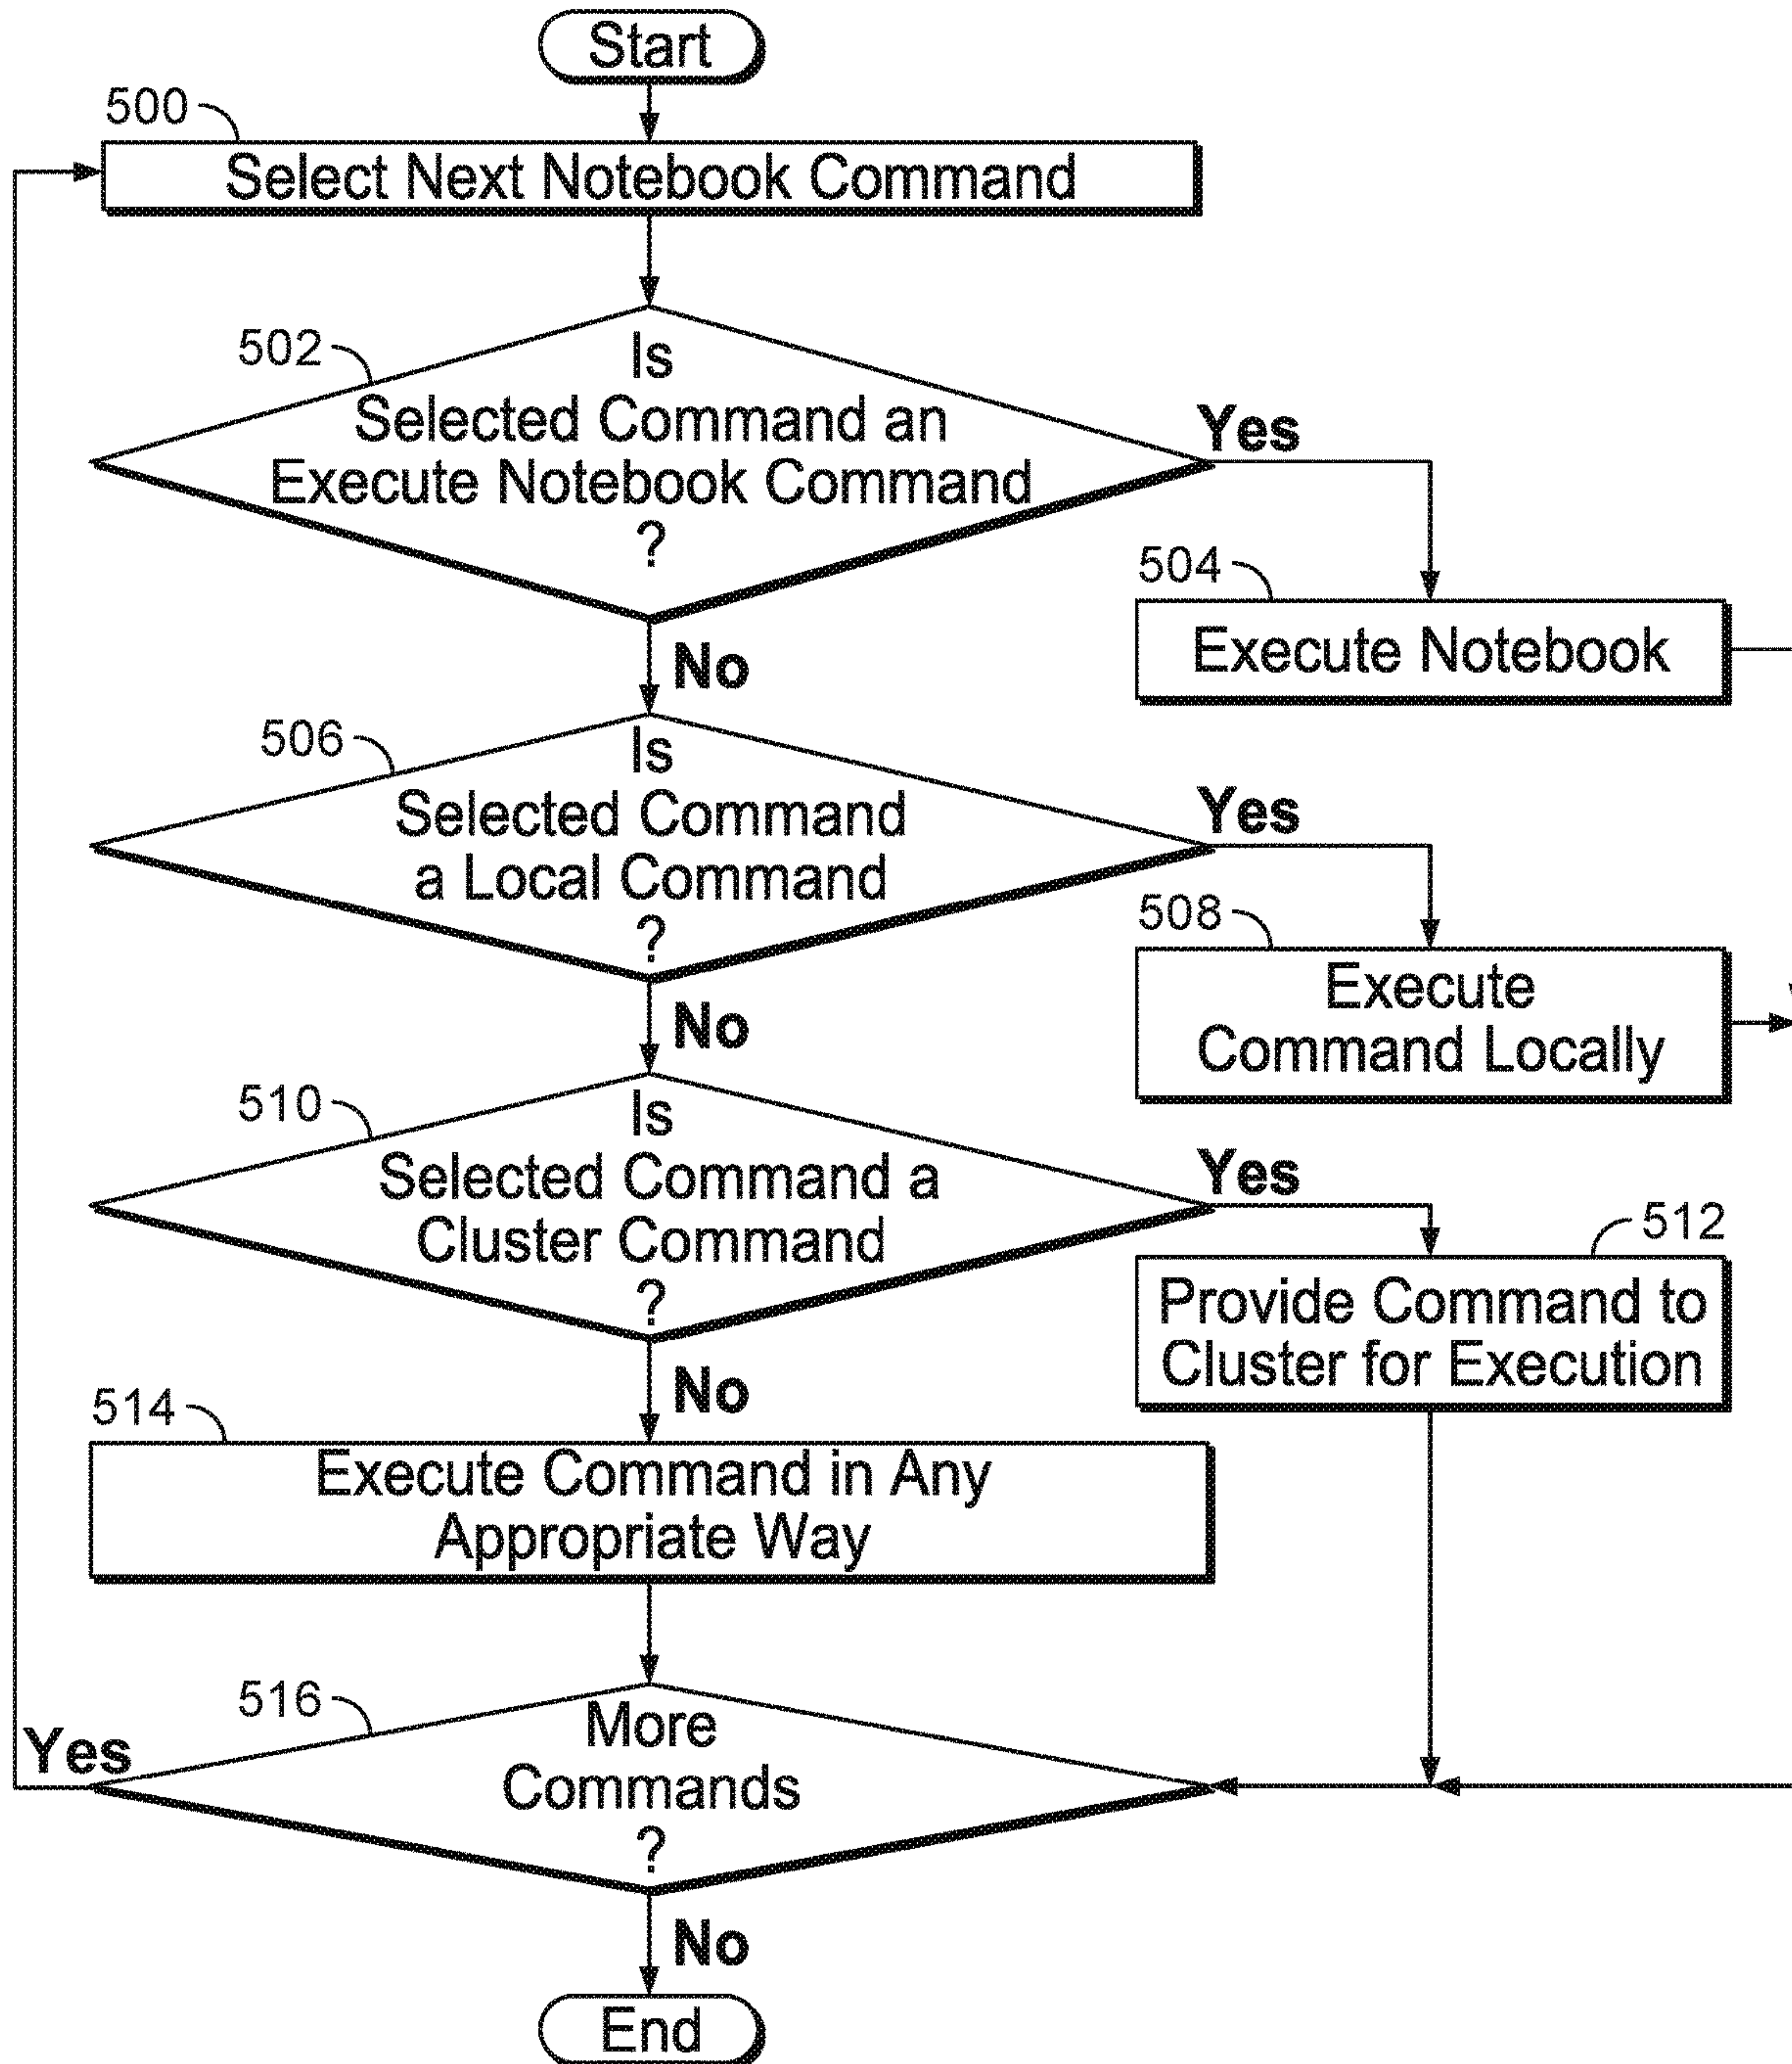 Start
500
Select Next Notebook Command
502
Is
Selected Command an
Execute Notebook Command
?
Yes
504
Execute Notebook
No
506
Is
Selected Command
a Local Command
?
Yes
508
Execute
Command Locally
No
510
Is
Selected Command a
Cluster Command
?
Yes
512
Provide Command to
Cluster for Execution
No
514
Execute Command in Any
Appropriate Way
516
More
Commands
?
Yes
No
End